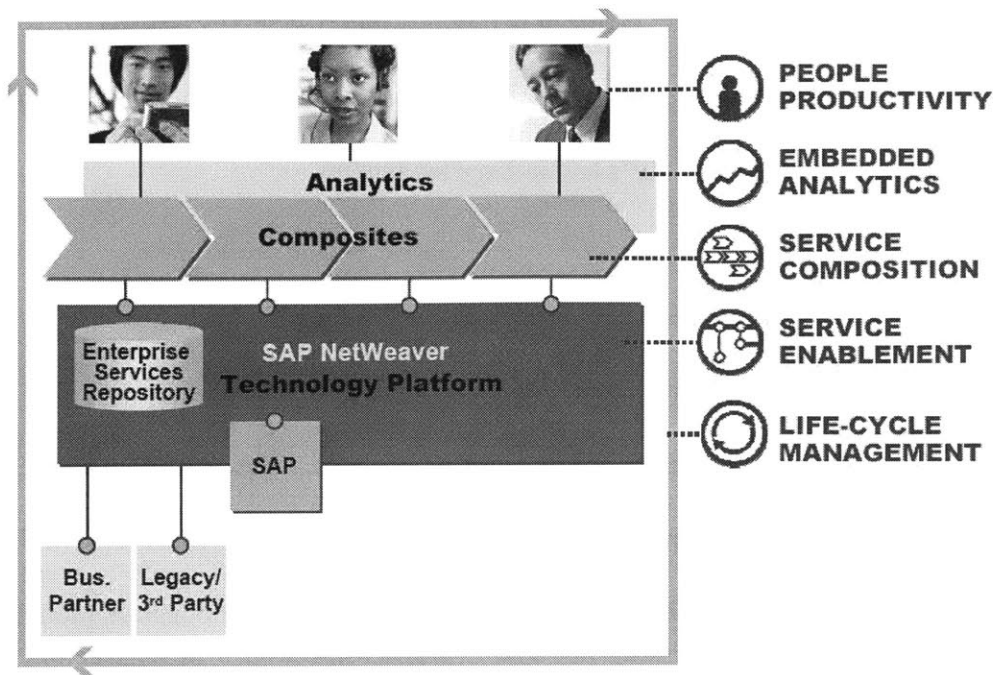 PEOPLE
PRODUCTIVITY
EMBEDDED
ANALYTICS
Analytics
Composites
SERVICE
COMPOSITION
Enterprise
Services
Repository
SAP NetWeaver
Technology Platform
SERVICE
ENABLEMENT
SAP
LIFE-CYCLE
MANAGEMENT
Bus.
Partner
Legacy/
3rd Party